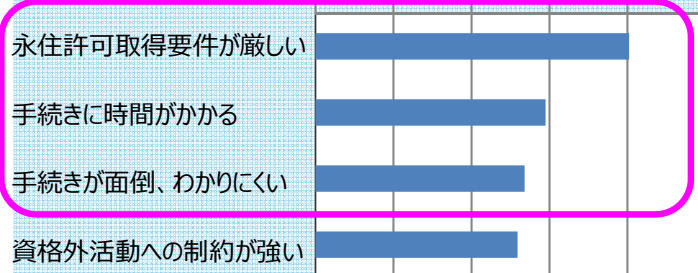 永住許可取得要件が厳しい
手続きに時間がかかる
手続きが面倒、わかりにくい
資格外活動への制約が強い